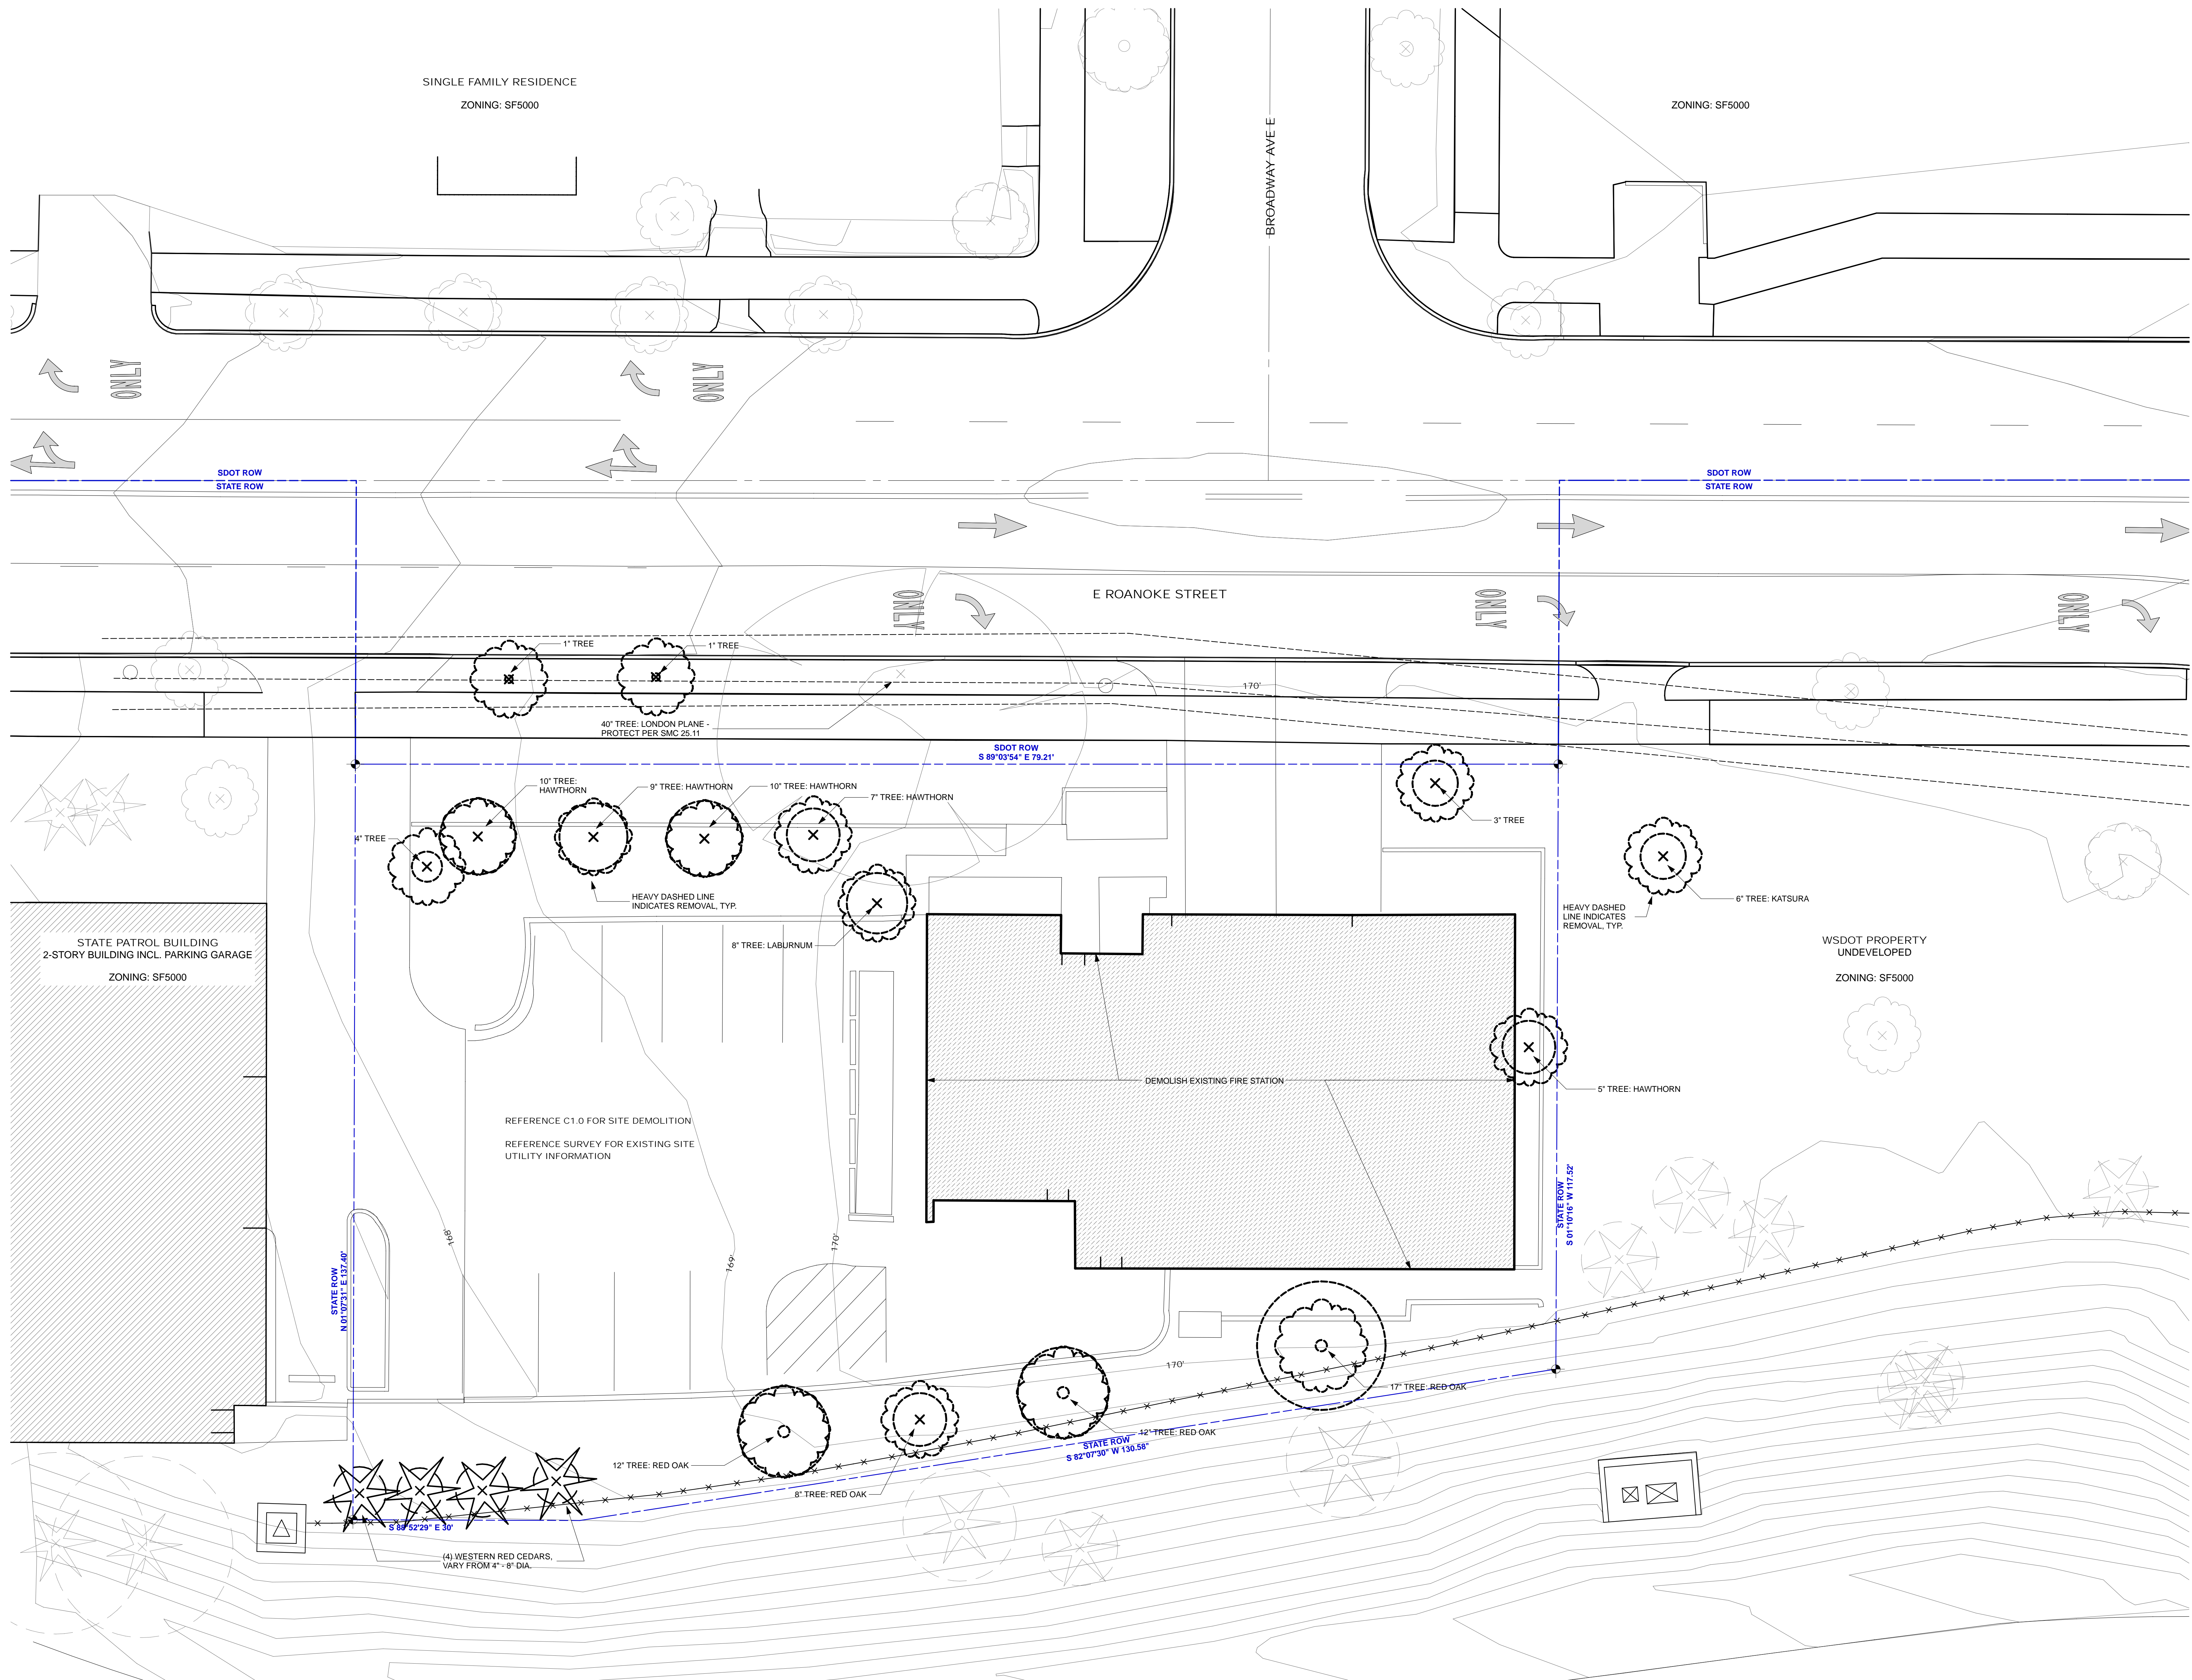 SINGLE FAMILY RESIDENCE
ZONING: SF5000
ZONING: SF5000
BROADWAY AVE E
ONLY
ONLY
SDOT ROW
STATE ROW
SDOT ROW
STATE ROW
ONLY
E ROANOKE STREET
ONLY
ONLY
1" TREE
1" TREE
170'
40" TREE: LONDON PLANE -
PROTECT PER SMC 25.11
SDOT ROW
S 89°03'54" E 79.21'
10" TREE:
HAWTHORN
9" TREE: HAWTHORN
10" TREE: HAWTHORN
7" TREE: HAWTHORN
3" TREE
4" TREE
HEAVY DASHED LINE
INDICATES REMOVAL, TYP.
6" TREE: KATSURA
HEAVY DASHED
LINE INDICATES
REMOVAL, TYP.
8" TREE: LABURNUM
STATE PATROL BUILDING
2-STORY BUILDING INCL. PARKING GARAGE
ZONING: SF5000
WSDOT PROPERTY
UNDEVELOPED
ZONING: SF5000
DEMOLISH EXISTING FIRE STATION
5" TREE: HAWTHORN
REFERENCE C1.0 FOR SITE DEMOLITION
REFERENCE SURVEY FOR EXISTING SITE
UTILITY INFORMATION
STATE ROW
S 01°10'16" W 117.52'
168'
169'
170'
STATE ROW
N 01°07'31" E 137.40'
170'
17" TREE: RED OAK
12" TREE: RED OAK
STATE ROW
S 82°07'30" W 130.58"
12" TREE: RED OAK
8" TREE: RED OAK
S 88°52'29" E 30'
(4) WESTERN RED CEDARS,
VARY FROM 4" - 8" DIA.